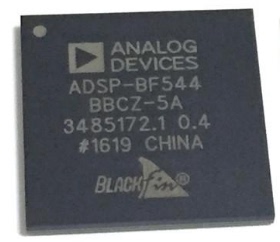 ANALOG
DEVICES
ADSP-BF544
BBCZ-5A
3485172.1 0.4
#1619 CHINA
BLACKfin®